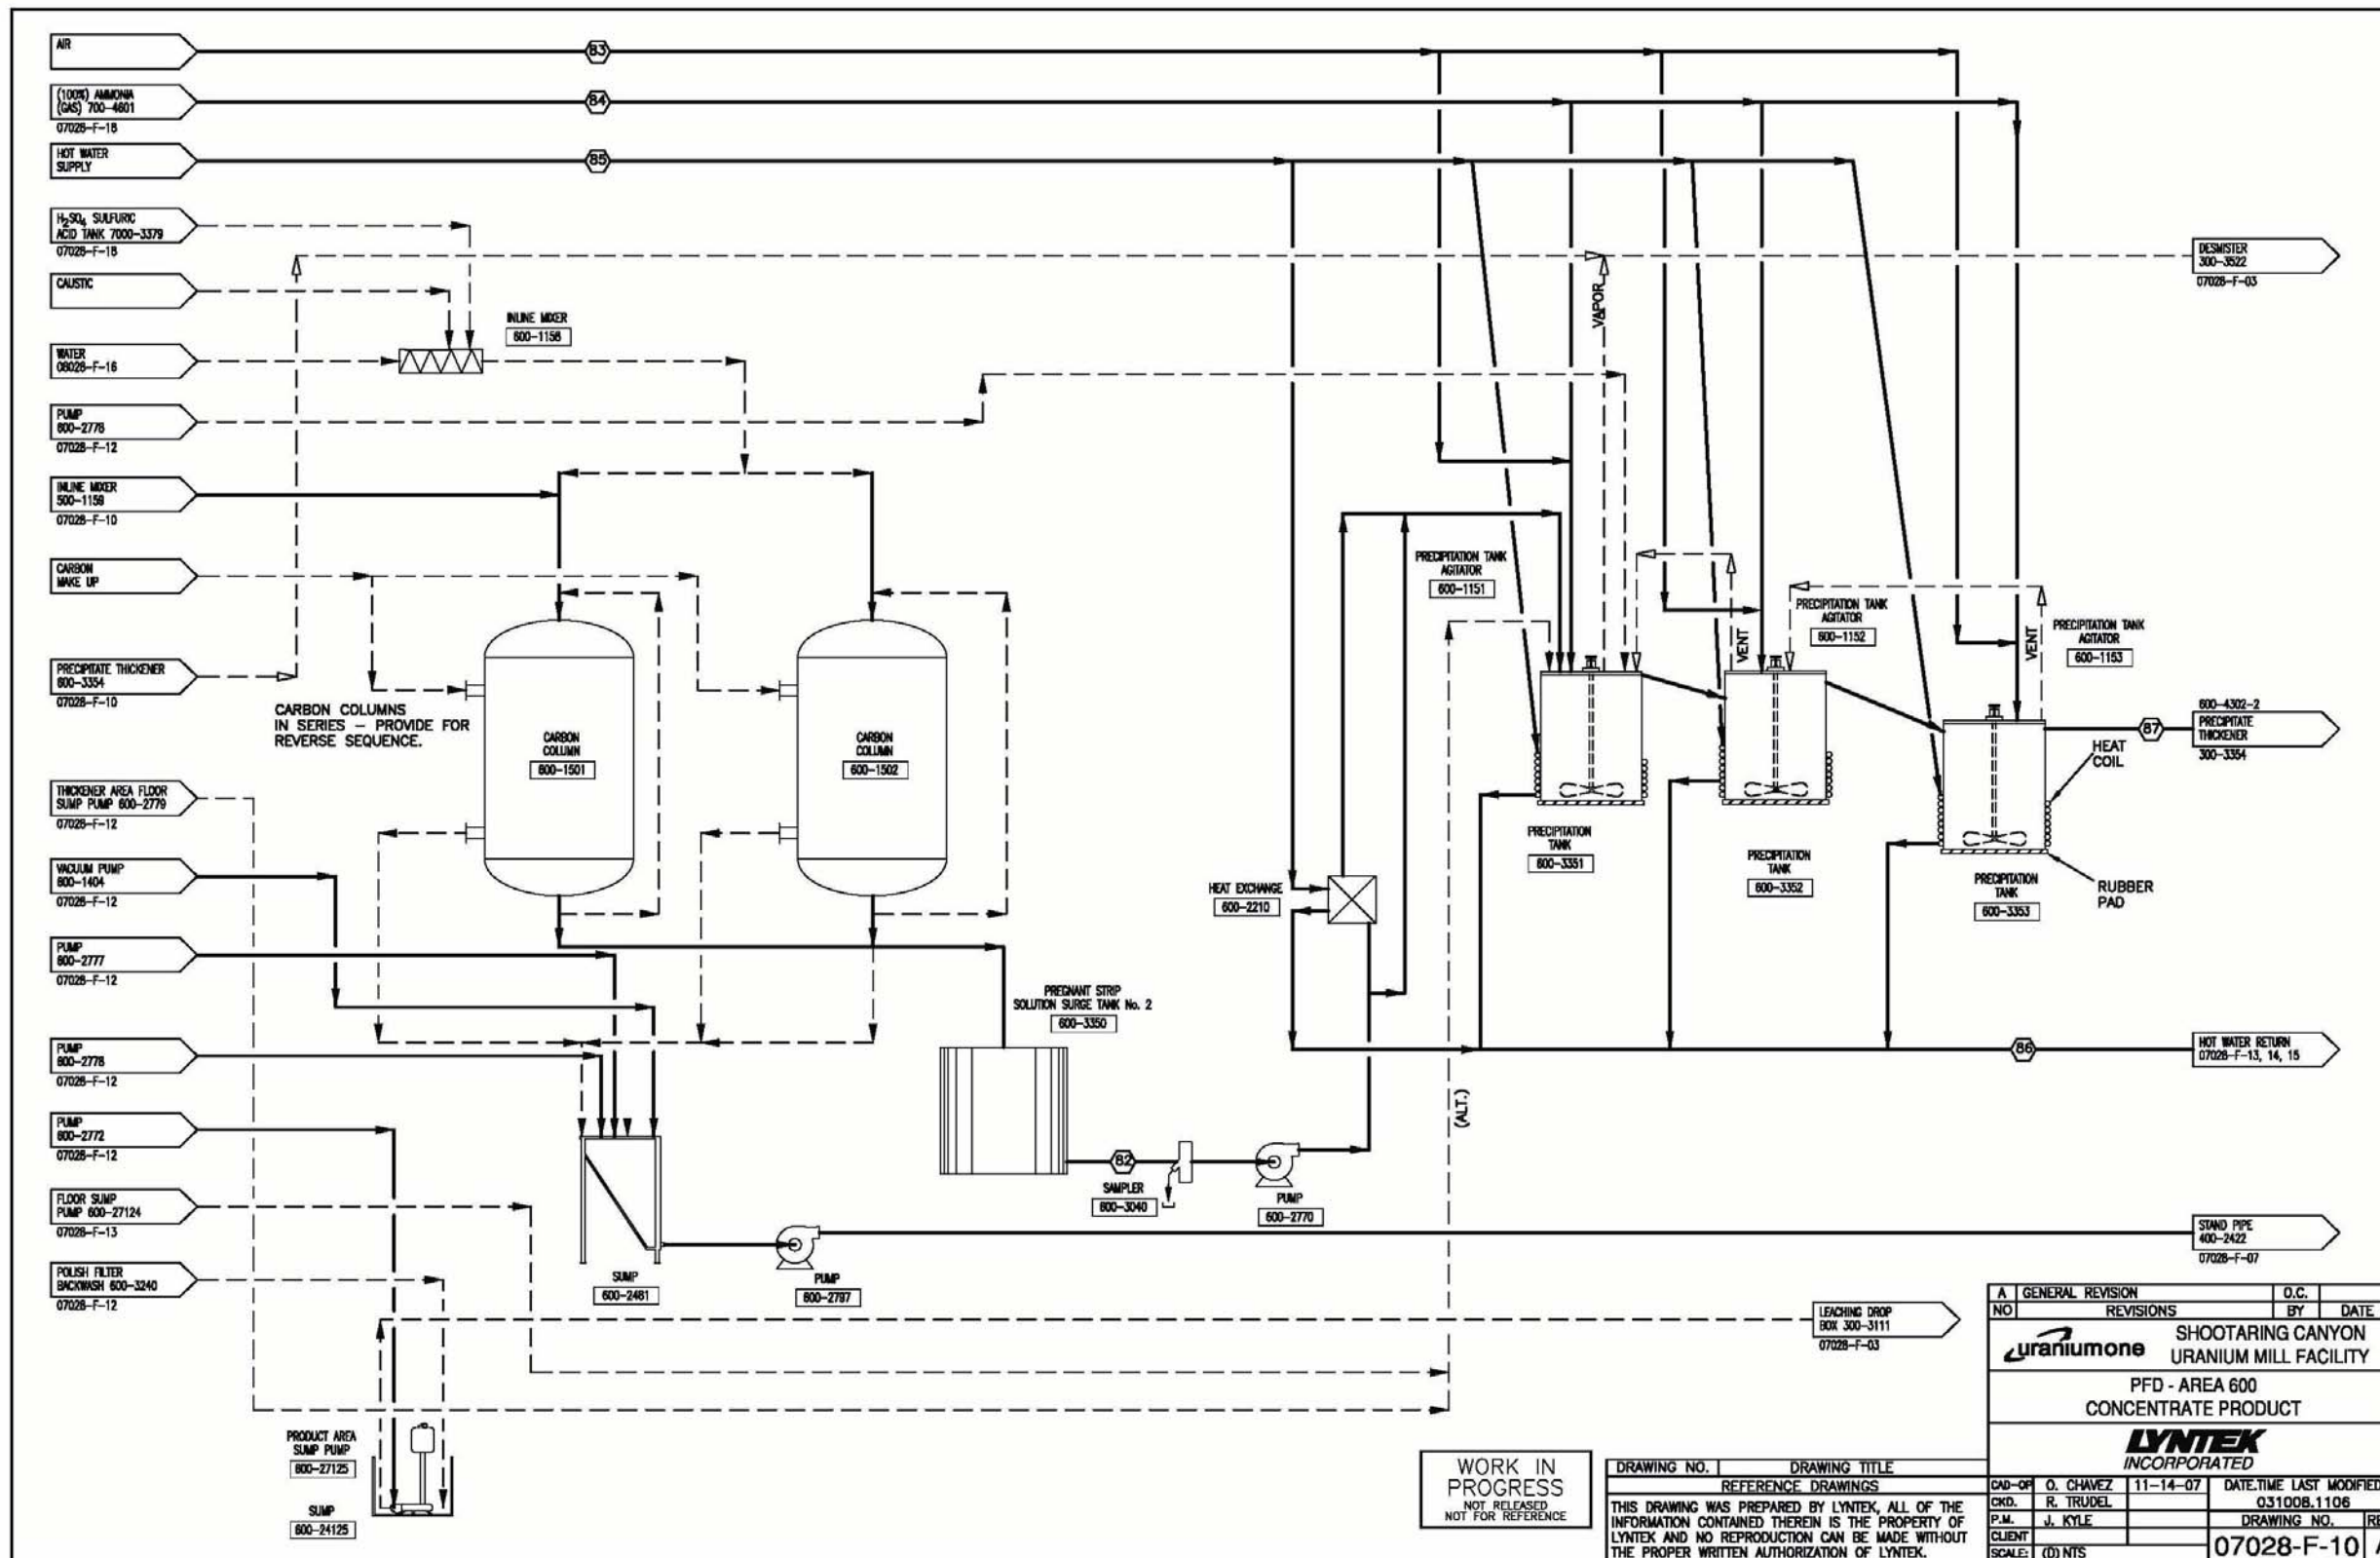 AIR
83
(100%) AMMONIA
(GAS) 700-4601
07028-F-18
84
HOT WATER
SUPPLY
85
H2SO4 SULFURIC
ACID TANK 7000-3379
07028-F-18
CAUSTIC
INLINE MIXER
600-1158
WATER
08028-F-16
PUMP
600-2778
07028-F-12
INLINE MIXER
500-1159
07028-F-10
CARBON
MAKE UP
PRECIPITATE THICKENER
600-3354
07028-F-10
CARBON COLUMNS
IN SERIES - PROVIDE FOR
REVERSE SEQUENCE.
CARBON
COLUMN
600-1501
CARBON
COLUMN
600-1502
THICKENER AREA FLOOR
SUMP PUMP 600-2779
07028-F-12
VACUUM PUMP
600-1404
07028-F-12
PUMP
600-2777
07028-F-12
PUMP
600-2778
07028-F-12
PUMP
600-2772
07028-F-12
FLOOR SUMP
PUMP 600-27124
07028-F-13
POLISH FILTER
BACKWASH 600-3240
07028-F-12
PRODUCT AREA
SUMP PUMP
600-27125
SUMP
600-24125
SUMP
600-2481
PUMP
600-2797
PREGNANT STRIP
SOLUTION SURGE TANK No. 2
600-3350
82
SAMPLER
600-3040
PUMP
600-2770
HEAT EXCHANGE
600-2210
(ALT.)
VAPOR
PRECIPITATION TANK
AGITATOR
600-1151
VENT
PRECIPITATION TANK
AGITATOR
600-1152
VENT
PRECIPITATION TANK
AGITATOR
600-1153
PRECIPITATION
TANK
600-3351
PRECIPITATION
TANK
600-3352
PRECIPITATION
TANK
600-3353
HEAT
COIL
RUBBER
PAD
DESMISTER
300-3522
07028-F-03
87
600-4302-2
PRECIPITATE
THICKENER
300-3354
86
HOT WATER RETURN
07028-F-13, 14, 15
STAND PIPE
400-2422
07028-F-07
LEACHING DROP
BOX 300-3111
07028-F-03
A GENERAL REVISION O.C.
NO REVISIONS BY DATE
uraniumone
SHOOTARING CANYON
URANIUM MILL FACILITY
PFD - AREA 600
CONCENTRATE PRODUCT
LYNTEK
INCORPORATED
WORK IN
PROGRESS
NOT RELEASED
NOT FOR REFERENCE
DRAWING NO. DRAWING TITLE
REFERENCE DRAWINGS
THIS DRAWING WAS PREPARED BY LYNTEK, ALL OF THE
INFORMATION CONTAINED THEREIN IS THE PROPERTY OF
LYNTEK AND NO REPRODUCTION CAN BE MADE WITHOUT
THE PROPER WRITTEN AUTHORIZATION OF LYNTEK.
CAD-OP O. CHAVEZ 11-14-07 DATE.TIME LAST MODIFIED
CKD. R. TRUDEL 031008.1106
P.M. J. KYLE DRAWING NO.
CLIENT
SCALE: (D) NTS
07028-F-10